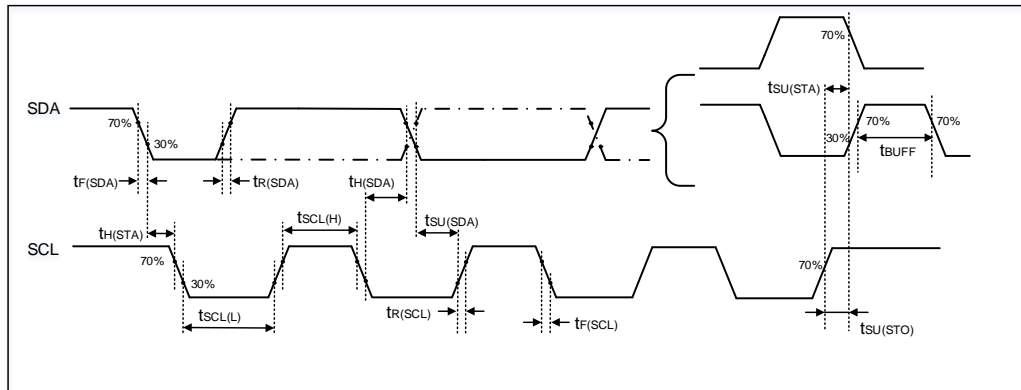 70%
tSU(STA)
SDA
70%
30%
30%
70%
70%
tBUFF
tF(SDA)
tR(SDA)
tH(SDA)
tH(STA)
tSCL(H)
tSU(SDA)
SCL
70%
30%
70%
tSCL(L)
tR(SCL)
tF(SCL)
tSU(STO)